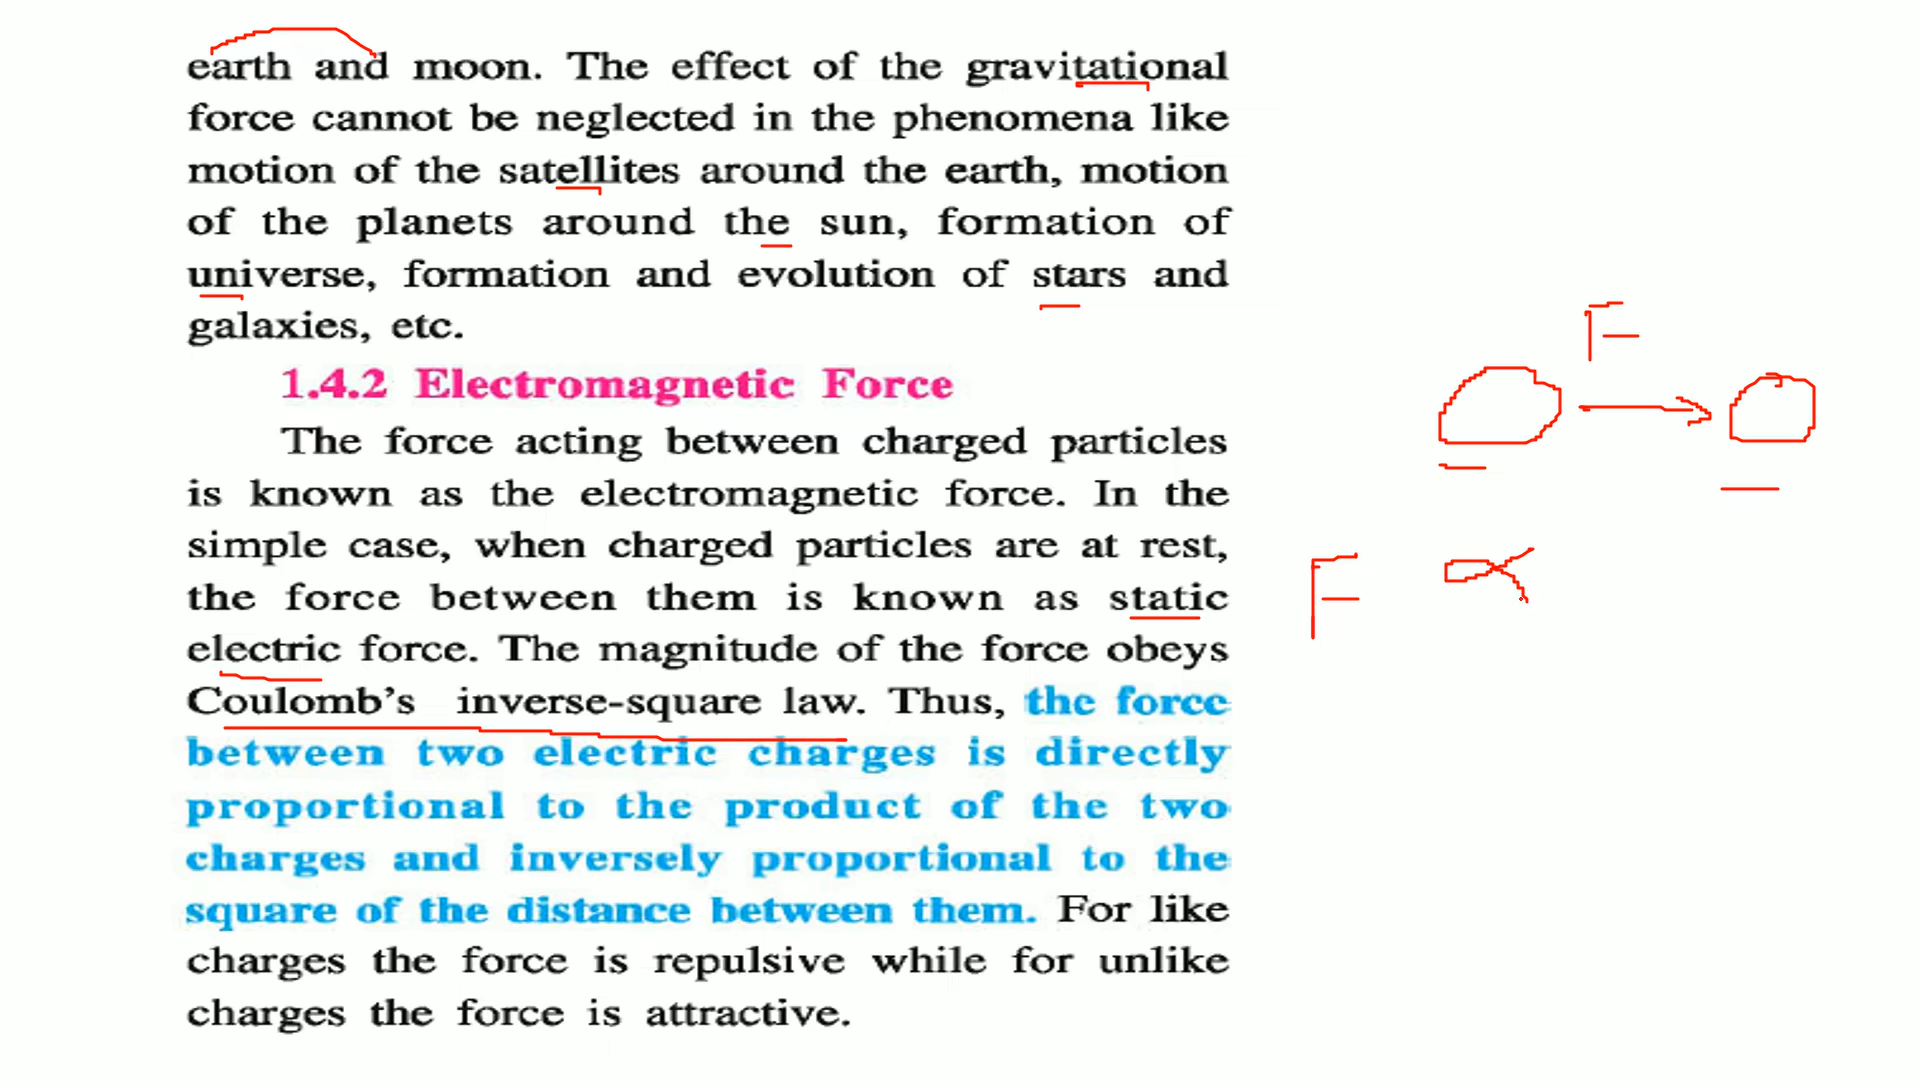 earth and moon. The effect of the gravitational
force cannot be neglected in the phenomena like
motion of the satellites around the earth, motion
of the planets around the sun, formation of
universe, formation and evolution of stars and
galaxies, etc.
1.4.2 Electromagnetic Force
The force acting between charged particles
is known as the electromagnetic force. In the
simple case, when charged particles are at rest,
the force between them is known as static
electric force. The magnitude of the force obeys
Coulomb's inverse-square law. Thus, the force
between two electric charges is directly
proportional to the product of the two
charges and inversely proportional to the
square of the distance between them. For like
charges the force is repulsive while for unlike
charges the force is attractive.
F
F ∝